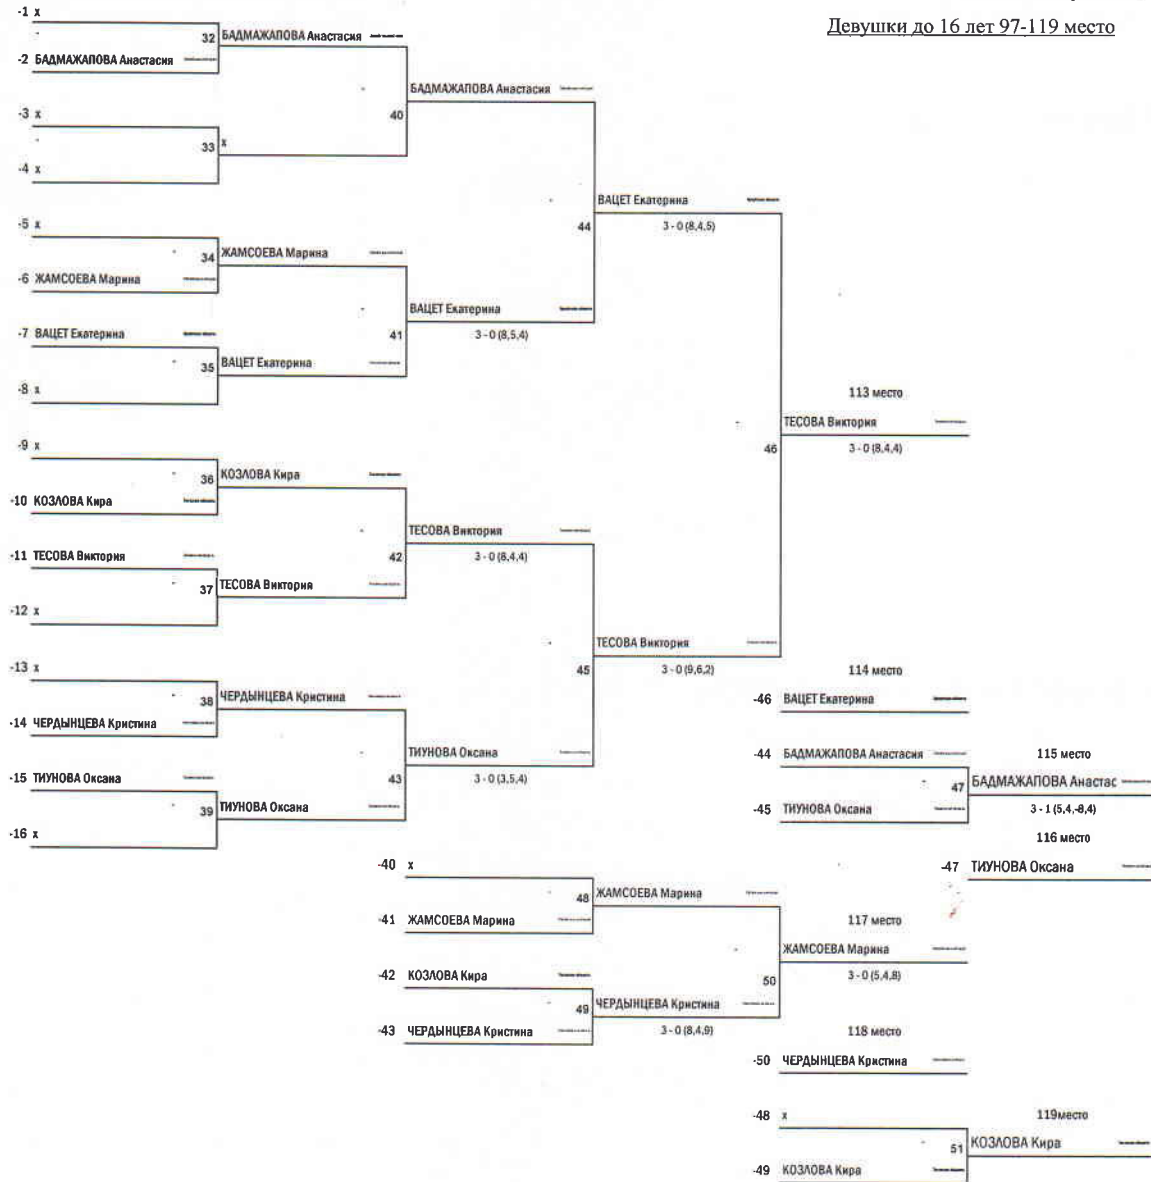 Девушки до 16 лет 97-119 место
-1 x
32 БАДМАЖАПОВА Анастасия
-2 БАДМАЖАПОВА Анастасия
БАДМАЖАПОВА Анастасия
-3 x
40
33 x
-4 x
ВАЦЕТ Екатерина
44
3 - 0 (8,4,5)
-5 x
34 ЖАМСОЕВА Марина
-6 ЖАМСОЕВА Марина
ВАЦЕТ Екатерина
-7 ВАЦЕТ Екатерина
41
3 - 0 (8,5,4)
35 ВАЦЕТ Екатерина
-8 x
113 место
ТЕСОВА Виктория
46
3 - 0 (8,4,4)
-9 x
36 КОЗЛОВА Кира
-10 КОЗЛОВА Кира
ТЕСОВА Виктория
-11 ТЕСОВА Виктория
42
3 - 0 (8,4,4)
37 ТЕСОВА Виктория
-12 x
ТЕСОВА Виктория
45
3 - 0 (9,6,2)
-13 x
114 место
38 ЧЕРДЫНЦЕВА Кристина
-46 ВАЦЕТ Екатерина
-14 ЧЕРДЫНЦЕВА Кристина
ТИУНОВА Оксана
-44 БАДМАЖАПОВА Анастасия
115 место
-15 ТИУНОВА Оксана
43
3 - 0 (3,5,4)
47 БАДМАЖАПОВА Анастас
39 ТИУНОВА Оксана
-45 ТИУНОВА Оксана
3 - 1 (5,4,-8,4)
-16 x
116 место
-40 x
-47 ТИУНОВА Оксана
48 ЖАМСОЕВА Марина
-41 ЖАМСОЕВА Марина
117 место
ЖАМСОЕВА Марина
-42 КОЗЛОВА Кира
50
3 - 0 (5,4,8)
49 ЧЕРДЫНЦЕВА Кристина
-43 ЧЕРДЫНЦЕВА Кристина
3 - 0 (8,4,9)
118 место
-50 ЧЕРДЫНЦЕВА Кристина
-48 x
119место
51 КОЗЛОВА Кира
-49 КОЗЛОВА Кира